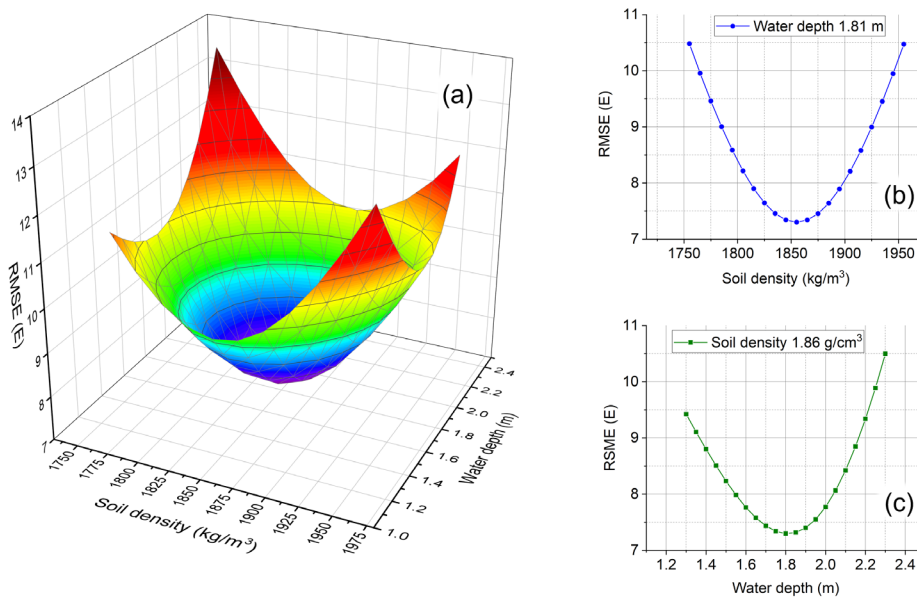 (a)
14
13
12
11
10
9
8
7
RMSE (E)
1750
1775
1800
1825
1850
1875
1900
1925
1950
1975
Soil density (kg/m³)
1.0
1.2
1.4
1.6
1.8
2.0
2.2
2.4
Water depth (m)
Water depth 1.81 m
11
10
9
8
7
RMSE (E)
(b)
1750 1800 1850 1900 1950
Soil density (kg/m³)
Soil density 1.86 g/cm³
11
10
9
8
7
RSME (E)
(c)
1.2 1.4 1.6 1.8 2.0 2.2 2.4
Water depth (m)